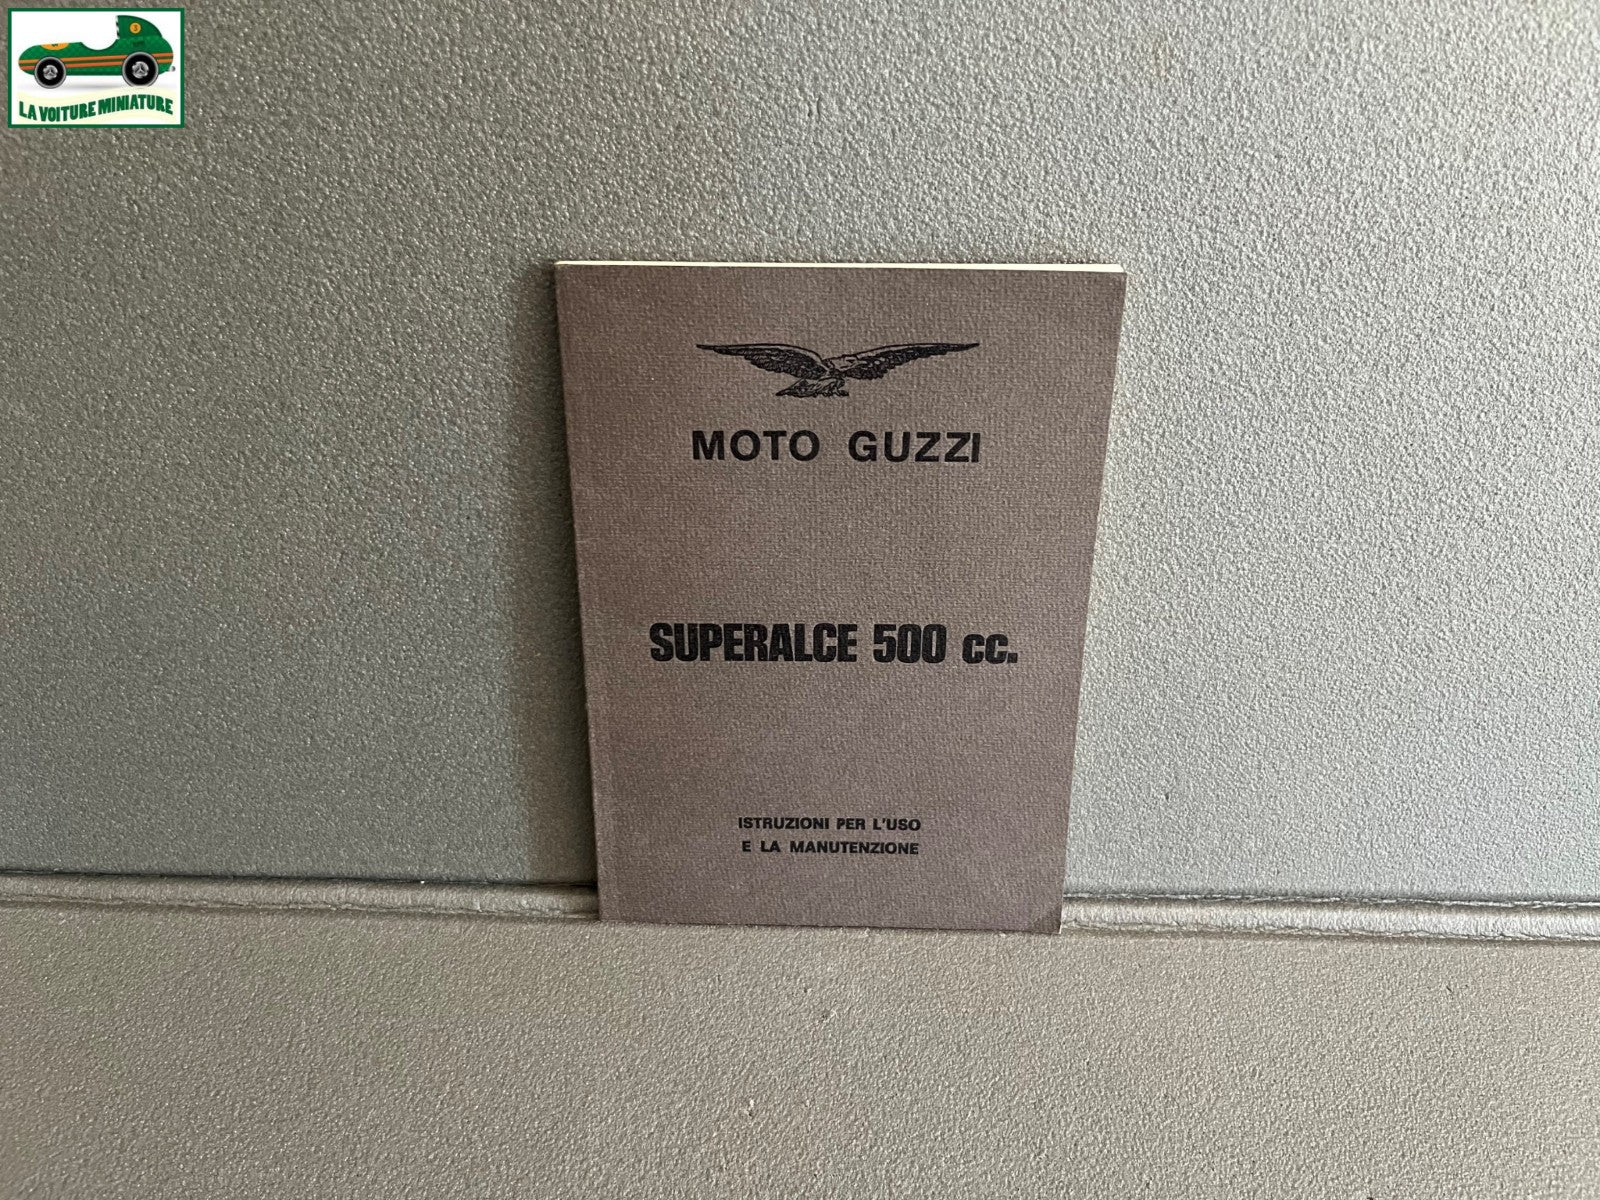 LA VOITURE MINIATURE
MOTO GUZZI
SUPERALCE 500 cc.
ISTRUZIONI PER L'USO
E LA MANUTENZIONE